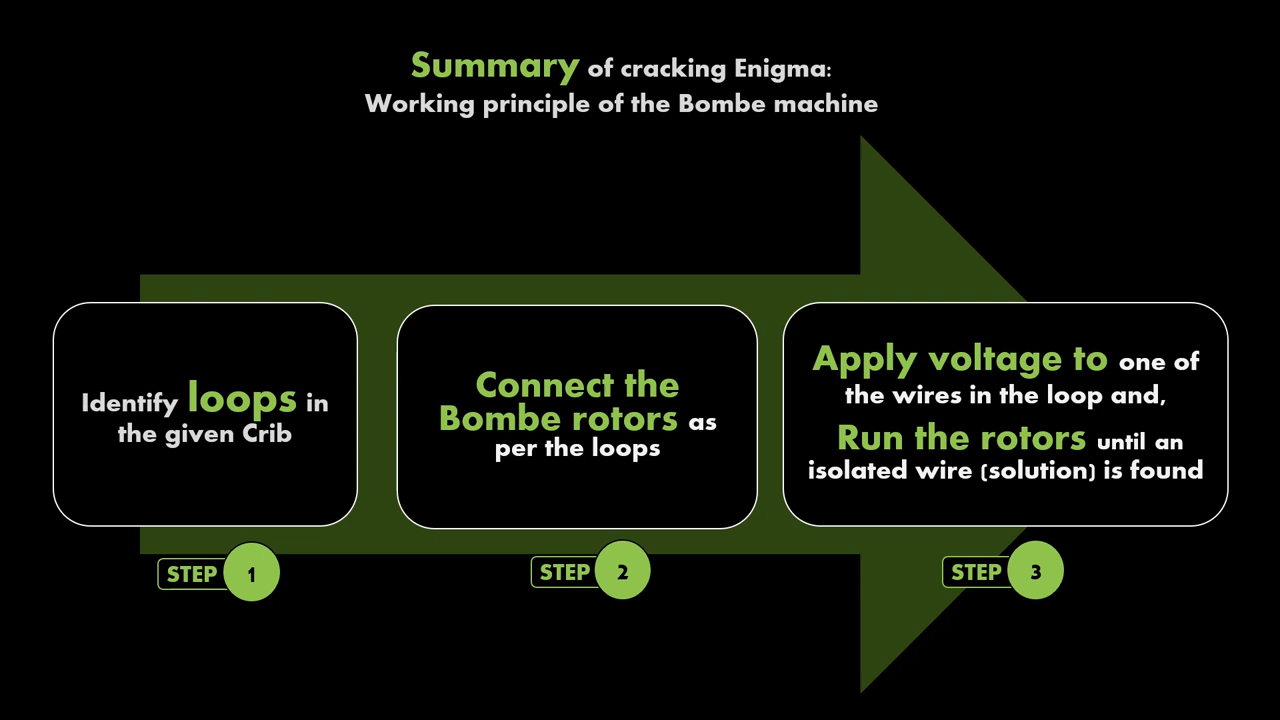 Summary of cracking Enigma:
Working principle of the Bombe machine
Identify loops in
the given Crib
STEP 1
Connect the
Bombe rotors as
per the loops
STEP 2
Apply voltage to one of
the wires in the loop and,
Run the rotors until an
isolated wire (solution) is found
STEP 3